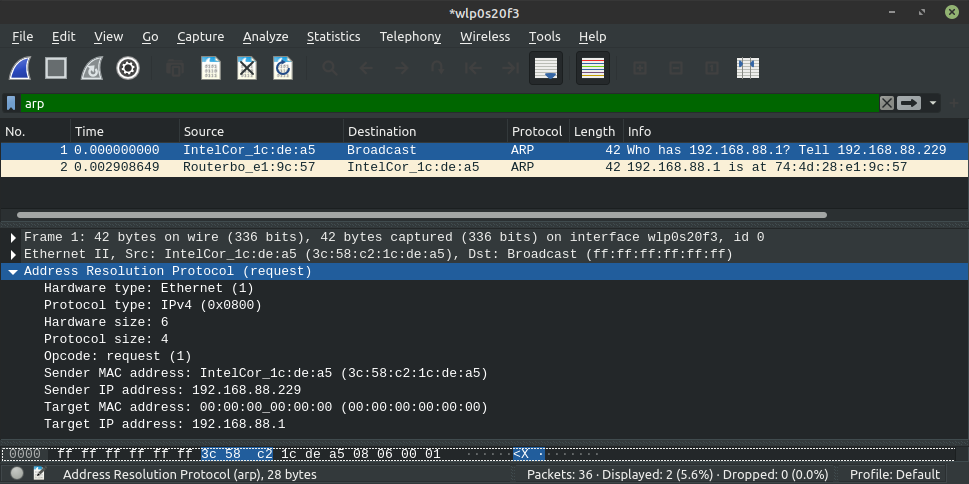 *wlp0s20f3
File Edit View Go Capture Analyze Statistics Telephony Wireless Tools Help
arp
No. Time Source Destination Protocol Length Info
1 0.000000000 IntelCor_1c:de:a5 Broadcast ARP 42 Who has 192.168.88.1? Tell 192.168.88.229
2 0.002908649 Routerbo_e1:9c:57 IntelCor_1c:de:a5 ARP 42 192.168.88.1 is at 74:4d:28:e1:9c:57
Frame 1: 42 bytes on wire (336 bits), 42 bytes captured (336 bits) on interface wlp0s20f3, id 0
Ethernet II, Src: IntelCor_1c:de:a5 (3c:58:c2:1c:de:a5), Dst: Broadcast (ff:ff:ff:ff:ff:ff)
Address Resolution Protocol (request)
Hardware type: Ethernet (1)
Protocol type: IPv4 (0x0800)
Hardware size: 6
Protocol size: 4
Opcode: request (1)
Sender MAC address: IntelCor_1c:de:a5 (3c:58:c2:1c:de:a5)
Sender IP address: 192.168.88.229
Target MAC address: 00:00:00_00:00:00 (00:00:00:00:00:00)
Target IP address: 192.168.88.1
0000 ff ff ff ff ff ff 3c 58 c2 1c de a5 08 06 00 01 ······<X ········
Address Resolution Protocol (arp), 28 bytes Packets: 36 · Displayed: 2 (5.6%) · Dropped: 0 (0.0%) Profile: Default